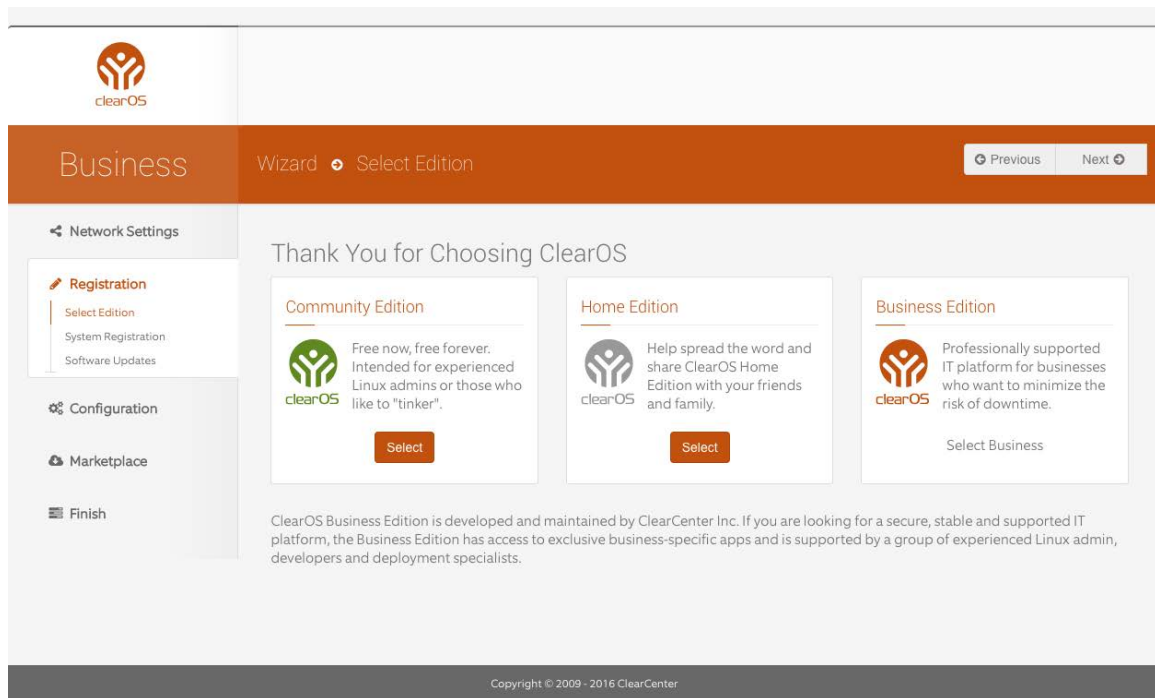 clearOS
Business
Wizard Select Edition
Previous
Next
Network Settings
Registration
Select Edition
System Registration
Software Updates
Configuration
Marketplace
Finish
Thank You for Choosing ClearOS
Community Edition
clearOS
Free now, free forever.
Intended for experienced
Linux admins or those who
like to "tinker".
Select
Home Edition
clearOS
Help spread the word and
share ClearOS Home
Edition with your friends
and family.
Select
Business Edition
clearOS
Professionally supported
IT platform for businesses
who want to minimize the
risk of downtime.
Select Business
ClearOS Business Edition is developed and maintained by ClearCenter Inc. If you are looking for a secure, stable and supported IT
platform, the Business Edition has access to exclusive business-specific apps and is supported by a group of experienced Linux admin,
developers and deployment specialists.
Copyright © 2009 - 2016 ClearCenter